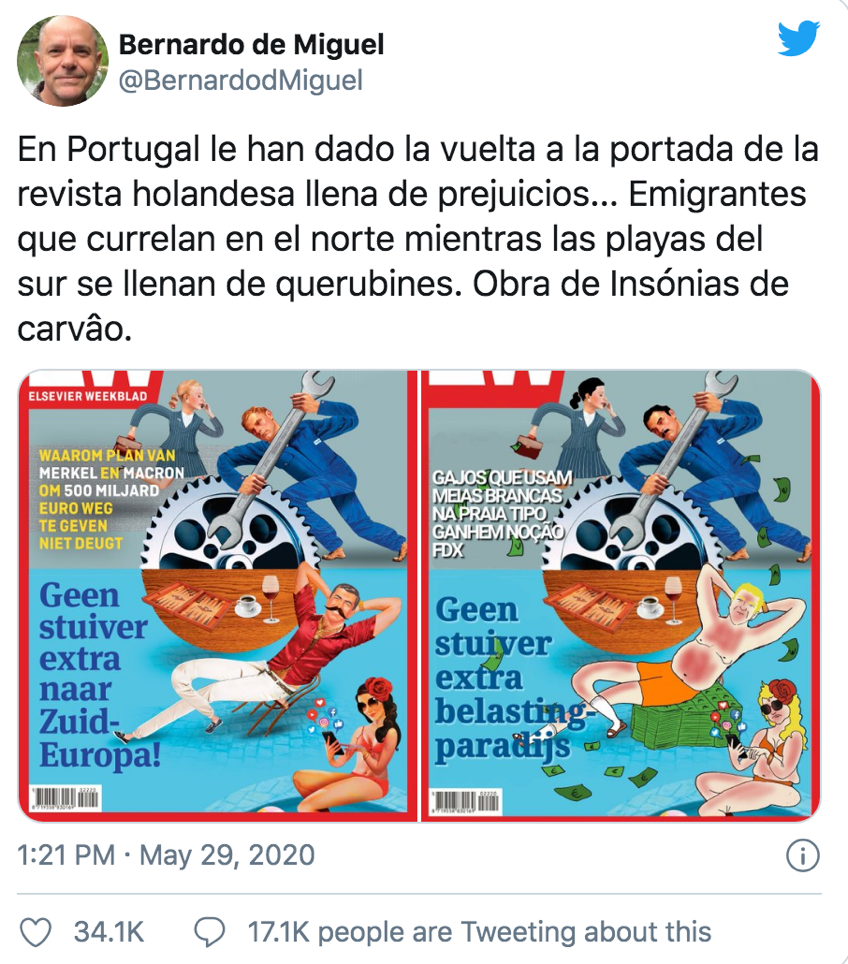 Bernardo de Miguel
@BernardodMiguel
En Portugal le han dado la vuelta a la portada de la
revista holandesa llena de prejuicios... Emigrantes
que currelan en el norte mientras las playas del
sur se llenan de querubines. Obra de Insónias de
carvâo.
EW
ELSEVIER WEEKBLAD
WAAROM PLAN VAN
MERKEL EN MACRON
OM 500 MILJARD
EURO WEG
TE GEVEN
NIET DEUGT
Geen
stuiver
extra
naar
Zuid-
Europa!
GAJOS QUE USAM
MEIAS BRANCAS
NA PRAIA TIPO
GANHEM NOÇÃO
FDX
Geen
stuiver
extra
belasting-
paradijs
1:21 PM · May 29, 2020
34.1K
17.1K people are Tweeting about this